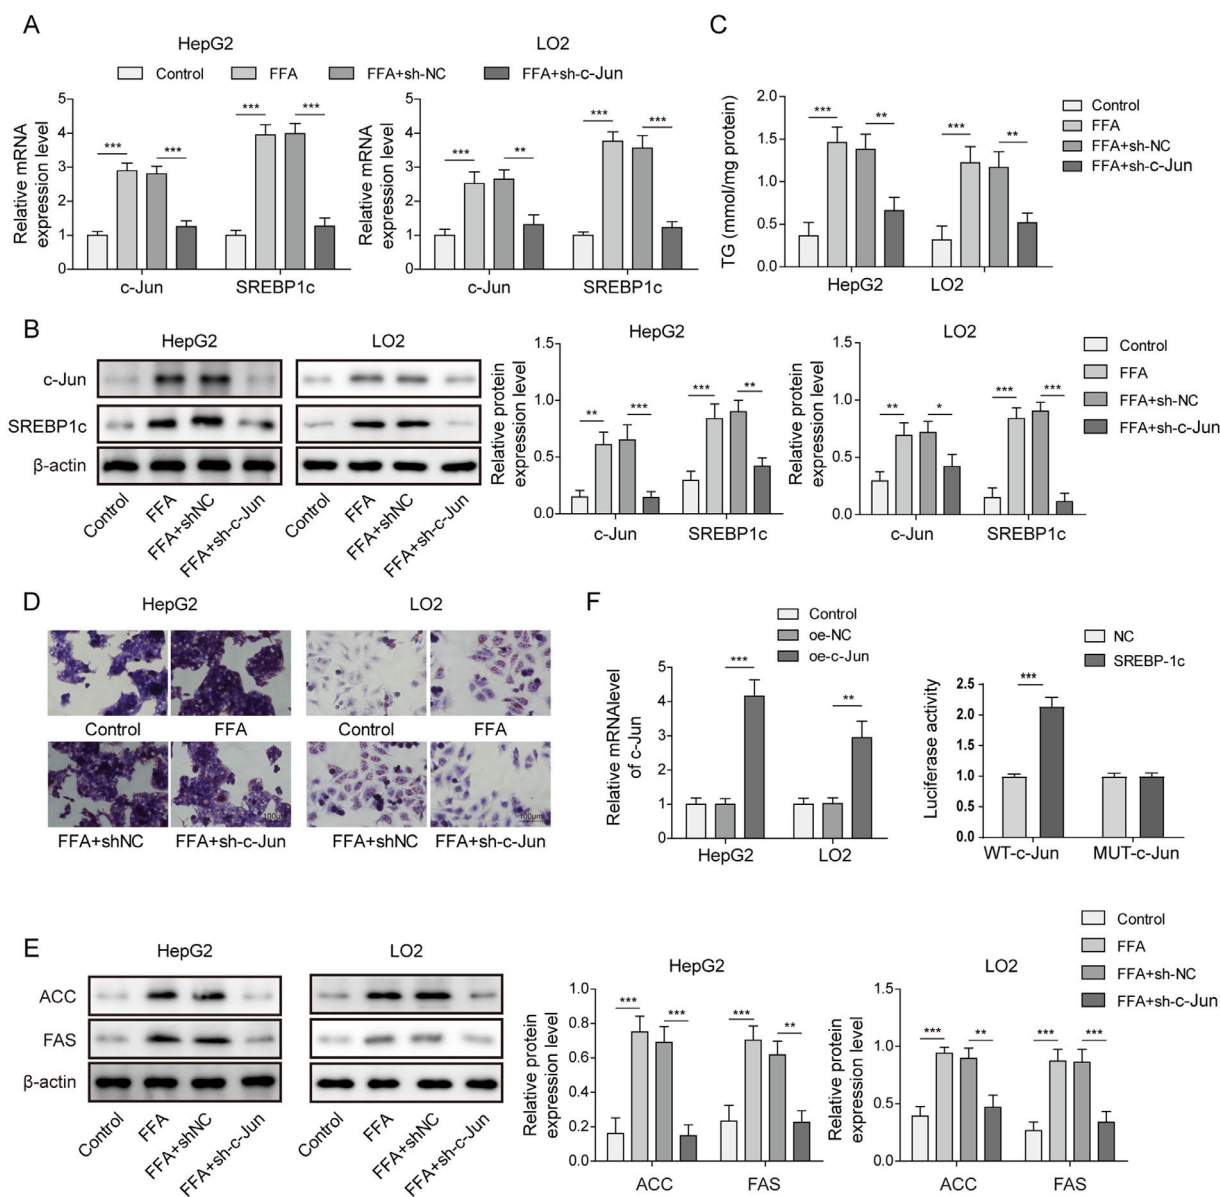 A
HepG2
LO2
Control
FFA
FFA+sh-NC
FFA+sh-c-Jun
Relative mRNA
expression level
5
4
3
2
1
0
***
***
***
***
c-Jun
SREBP1c
Relative mRNA
expression level
5
4
3
2
1
0
***
**
***
***
c-Jun
SREBP1c
C
TG (mmol/mg protein)
2.0
1.5
1.0
0.5
0.0
***
**
***
**
HepG2
LO2
Control
FFA
FFA+sh-NC
FFA+sh-c-Jun
B
HepG2
LO2
c-Jun
SREBP1c
β-actin
Control
FFA
FFA+shNC
FFA+sh-c-Jun
Control
FFA
FFA+shNC
FFA+sh-c-Jun
HepG2
Relative protein
expression level
1.5
1.0
0.5
0.0
**
***
***
**
c-Jun
SREBP1c
LO2
Relative protein
expression level
1.5
1.0
0.5
0.0
**
*
***
***
c-Jun
SREBP1c
Control
FFA
FFA+sh-NC
FFA+sh-c-Jun
D
HepG2
LO2
Control
FFA
Control
FFA
100μm
100μm
FFA+shNC
FFA+sh-c-Jun
FFA+shNC
FFA+sh-c-Jun
F
Control
oe-NC
oe-c-Jun
Relative mRNAlevel
of c-Jun
5
4
3
2
1
0
***
**
HepG2
LO2
NC
SREBP-1c
Luciferase activity
2.5
2.0
1.5
1.0
0.5
0.0
***
WT-c-Jun
MUT-c-Jun
E
HepG2
LO2
ACC
FAS
β-actin
Control
FFA
FFA+shNC
FFA+sh-c-Jun
Control
FFA
FFA+shNC
FFA+sh-c-Jun
HepG2
Relative protein
expression level
1.0
0.8
0.6
0.4
0.2
0.0
***
***
***
**
ACC
FAS
LO2
Relative protein
expression level
1.5
1.0
0.5
0.0
***
**
***
***
ACC
FAS
Control
FFA
FFA+sh-NC
FFA+sh-c-Jun